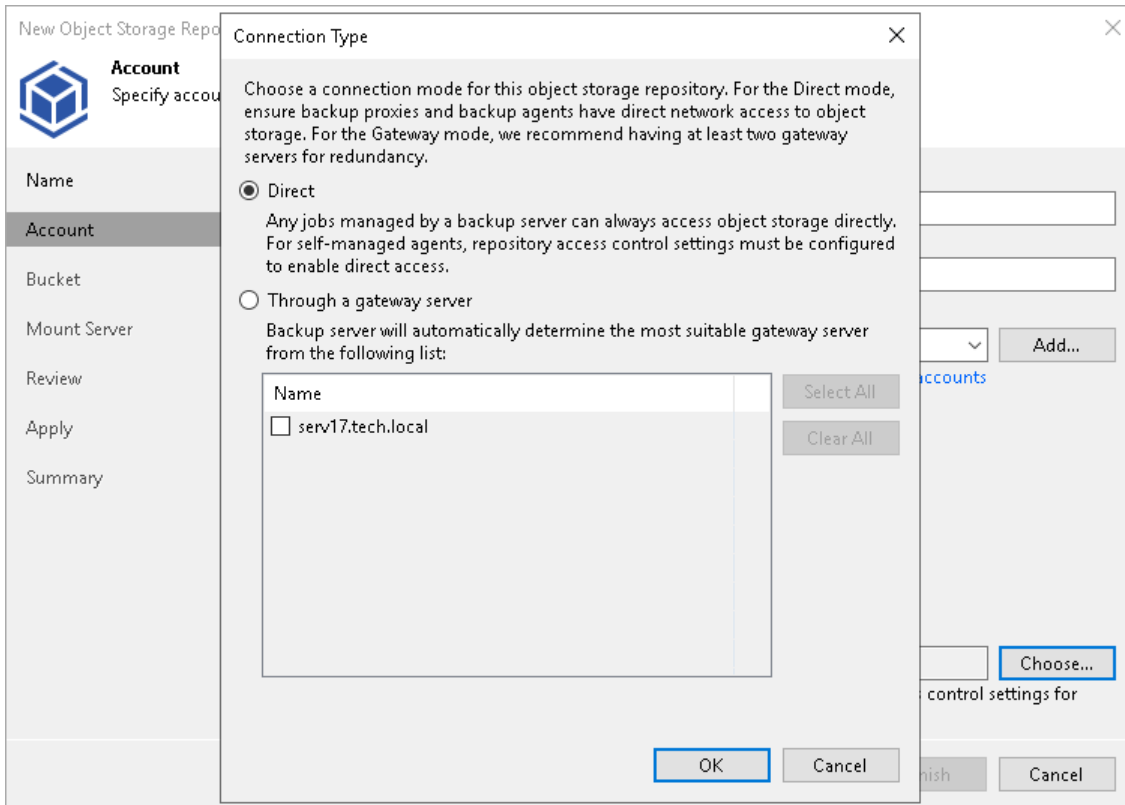 New Object Storage Repo
Account
Specify accou
Name
Account
Bucket
Mount Server
Review
Apply
Summary
Connection Type
Choose a connection mode for this object storage repository. For the Direct mode,
ensure backup proxies and backup agents have direct network access to object
storage. For the Gateway mode, we recommend having at least two gateway
servers for redundancy.
Direct
Any jobs managed by a backup server can always access object storage directly.
For self-managed agents, repository access control settings must be configured
to enable direct access.
Through a gateway server
Backup server will automatically determine the most suitable gateway server
from the following list:
Name
serv17.tech.local
Select All
Clear All
OK
Cancel
Add...
accounts
Choose...
control settings for
nish
Cancel